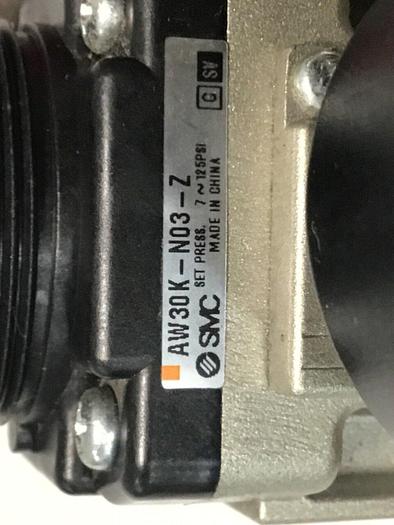 AW30K-N03-Z
SET PRESS. 7~125PSI
SMC MADE IN CHINA
G SV